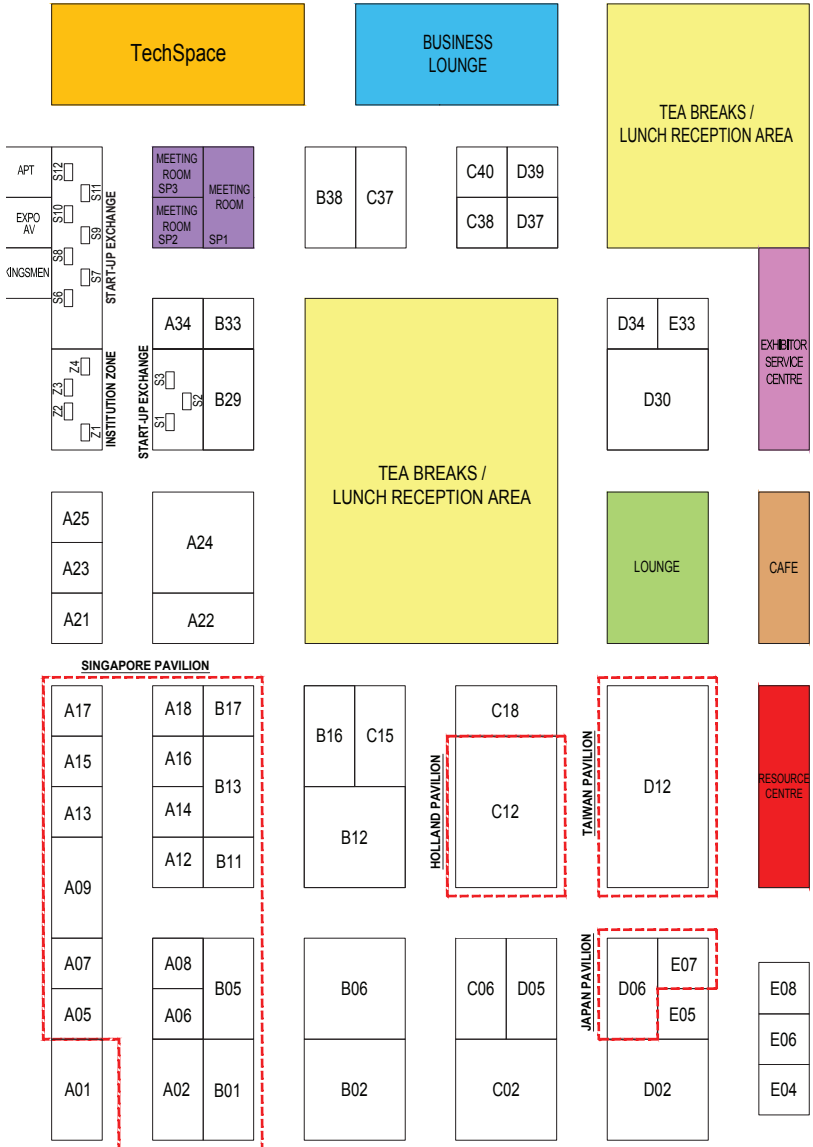 TechSpace
BUSINESS
LOUNGE
TEA BREAKS /
LUNCH RECEPTION AREA
APT
EXPO
AV
KINGSMEN
S12
S11
S10
S9
S8
S7
S6
START-UP EXCHANGE
MEETING
ROOM
SP3
MEETING
ROOM
SP2
MEETING
ROOM
SP1
B38
C37
C40
D39
C38
D37
A34
B33
D34
E33
D30
EXHIBITOR
SERVICE
CENTRE
Z4
Z3
Z2
Z1
INSTITUTION ZONE
START-UP EXCHANGE
S3
S2
S1
B29
TEA BREAKS /
LUNCH RECEPTION AREA
A25
A23
A21
A24
A22
LOUNGE
CAFE
SINGAPORE PAVILION
A17
A18
B17
A15
A16
B13
A13
A14
A09
A12
B11
B16
C15
B12
C18
HOLLAND PAVILION
C12
TAIWAN PAVILION
D12
RESOURCE
CENTRE
A07
A08
B05
A05
A06
A01
A02
B01
B06
B02
C06
D05
C02
JAPAN PAVILION
D06
E07
E05
D02
E08
E06
E04